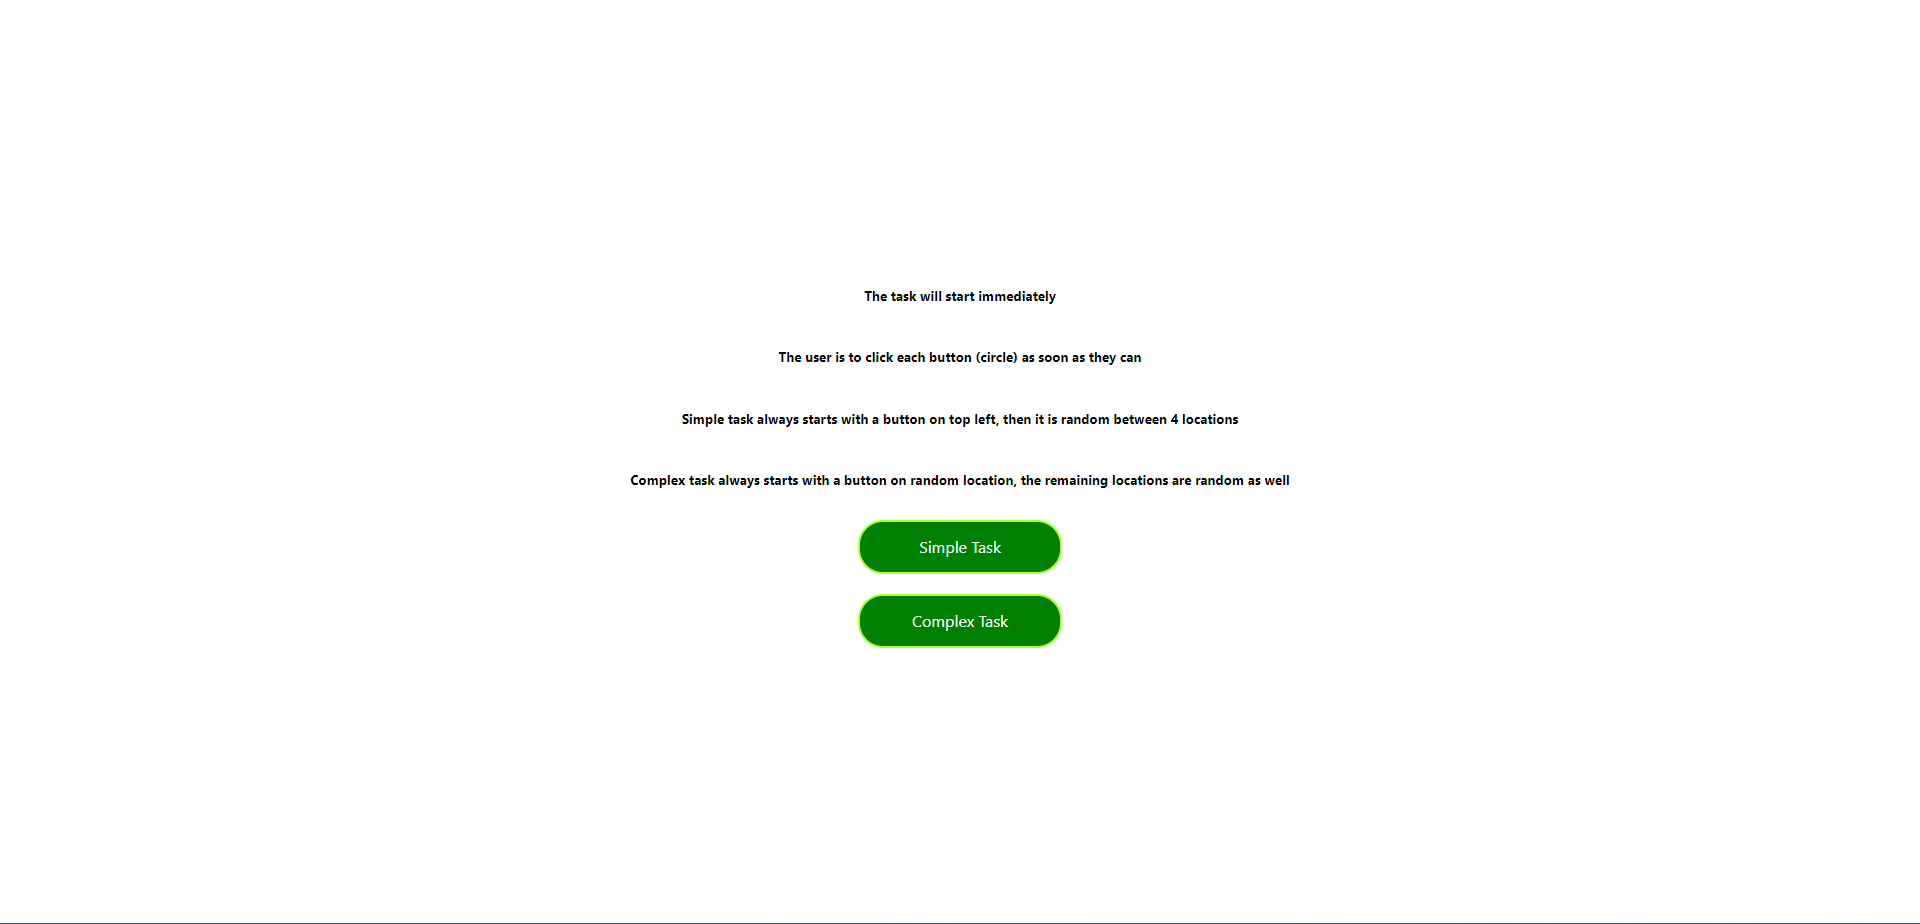 The task will start immediately
The user is to click each button (circle) as soon as they can
Simple task always starts with a button on top left, then it is random between 4 locations
Complex task always starts with a button on random location, the remaining locations are random as well
Simple Task
Complex Task